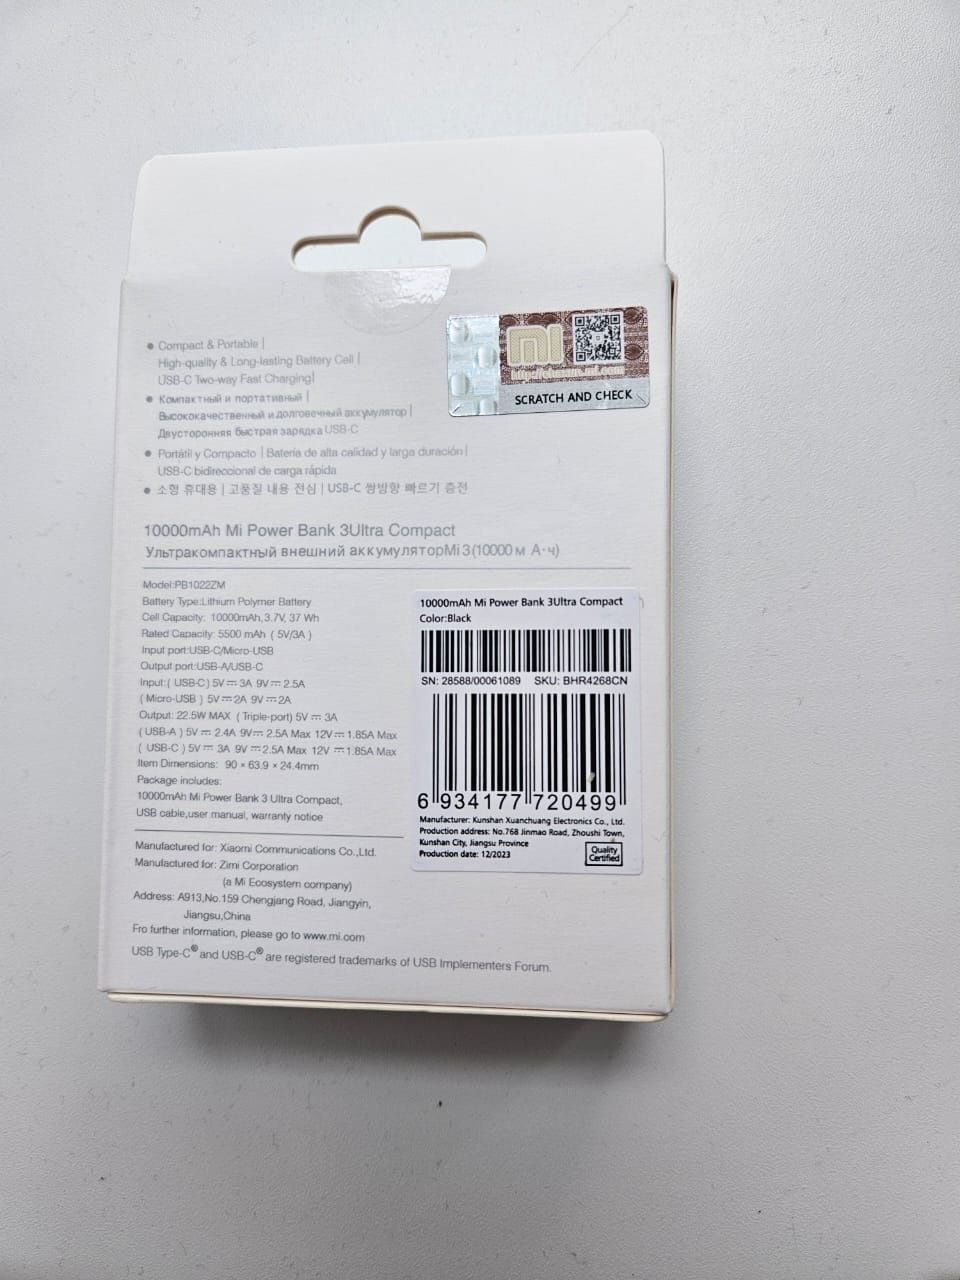 mi
SCRATCH AND CHECK
● Compact & Portable |
High-quality & Long-lasting Battery Cell |
USB-C Two-way Fast Charging|
● Компактный и портативный |
Высококачественный и долговечный аккумулятор |
Двусторонняя быстрая зарядка USB-C
● Portátil y Compacto | Batería de alta calidad y larga duración |
USB-C bidireccional de carga rápida
● 소형 휴대용 | 고품질 내용 전심 | USB-C 쌍방향 빠르기 충전
10000mAh Mi Power Bank 3Ultra Compact
Ультракомпактный внешний аккумуляторMi 3(10000 м А·ч)
Model:PB1022ZM
Battery Type:Lithium Polymer Battery
Cell Capacity: 10000mAh, 3.7V, 37 Wh
Rated Capacity: 5500 mAh ( 5V/3A )
Input port:USB-C/Micro-USB
Output port:USB-A/USB-C
Input:( USB-C) 5V⎓3A 9V⎓2.5A
( Micro-USB ) 5V⎓2A 9V⎓2A
Output: 22.5W MAX ( Triple-port) 5V⎓3A
( USB-A ) 5V⎓2.4A 9V⎓2.5A Max 12V⎓1.85A Max
( USB-C ) 5V⎓3A 9V⎓2.5A Max 12V⎓1.85A Max
Item Dimensions: 90 × 63.9 × 24.4mm
Package includes:
10000mAh Mi Power Bank 3 Ultra Compact,
USB cable,user manual, warranty notice
Manufactured for: Xiaomi Communications Co.,Ltd.
Manufactured for: Zimi Corporation
(a Mi Ecosystem company)
Address: A913,No.159 Chengjang Road, Jiangyin,
Jiangsu,China
Fro further information, please go to www.mi.com
USB Type-C® and USB-C® are registered trademarks of USB Implementers Forum.
10000mAh Mi Power Bank 3Ultra Compact
Color:Black
SN: 28588/00061089 SKU: BHR4268CN
6 934177 720499
Manufacturer: Kunshan Xuanchuang Electronics Co., Ltd.
Production address: No.768 Jinmao Road, Zhoushi Town,
Kunshan City, Jiangsu Province
Production date: 12/2023
Quality
Certified